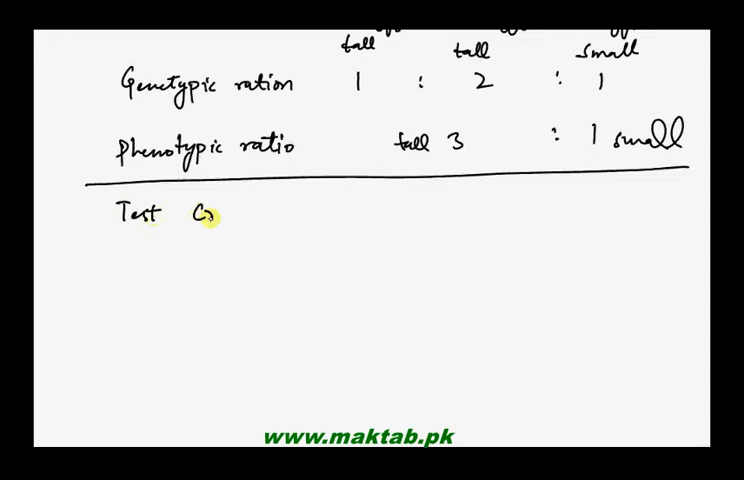 tall tall small
Genotypic ration 1 : 2 : 1
Phenotypic ratio tall 3 : 1 small
Test
www.maktab.pk